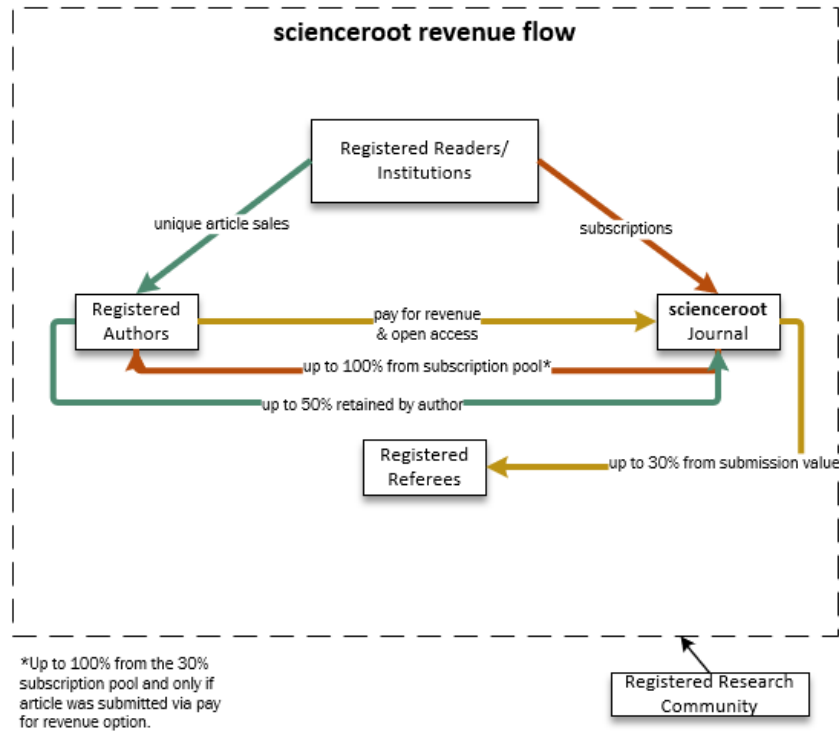 scienceroot revenue flow
Registered Readers/
Institutions
unique article sales
subscriptions
Registered
Authors
pay for revenue
& open access
scienceroot
Journal
up to 100% from subscription pool*
up to 50% retained by author
Registered
Referees
up to 30% from submission value
*Up to 100% from the 30%
subscription pool and only if
article was submitted via pay
for revenue option.
Registered Research
Community